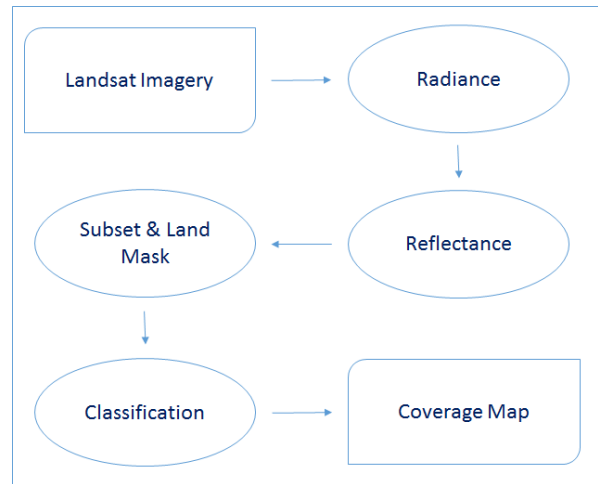 Landsat Imagery
Radiance
Reflectance
Subset & Land
Mask
Classification
Coverage Map